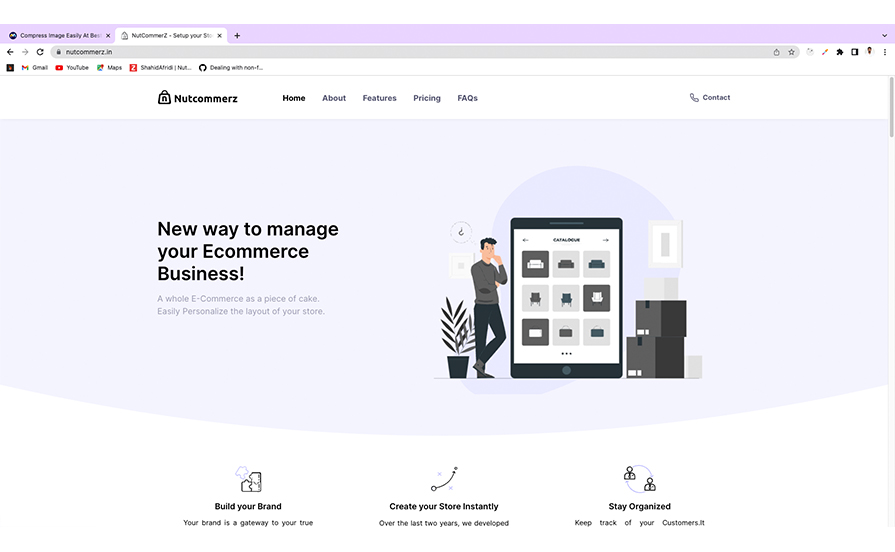 Compress Image Easily At Bes
NutCommerZ - Setup your Sto
nutcommerz.in
Gmail
YouTube
Maps
ShahidAfridi | Nut...
Dealing with non-f...
Nutcommerz
Home
About
Features
Pricing
FAQs
Contact
New way to manage
your Ecommerce
Business!
A whole E-Commerce as a piece of cake.
Easily Personalize the layout of your store.
CATALOGUE
Build your Brand
Create your Store Instantly
Stay Organized
Your brand is a gateway to your true
Over the last two years, we developed
Keep track of your Customers.It